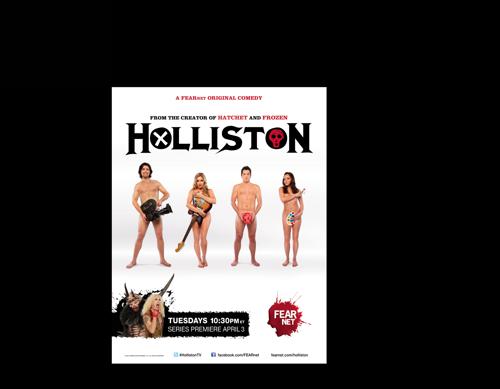 A FEARNET ORIGINAL COMEDY
FROM THE CREATOR OF HATCHET AND FROZEN
HOLLISTON
TUESDAYS 10:30PM ET
SERIES PREMIERE APRIL 3
FEAR
NET
#HollistonTV
facebook.com/FEARnet
fearnet.com/holliston